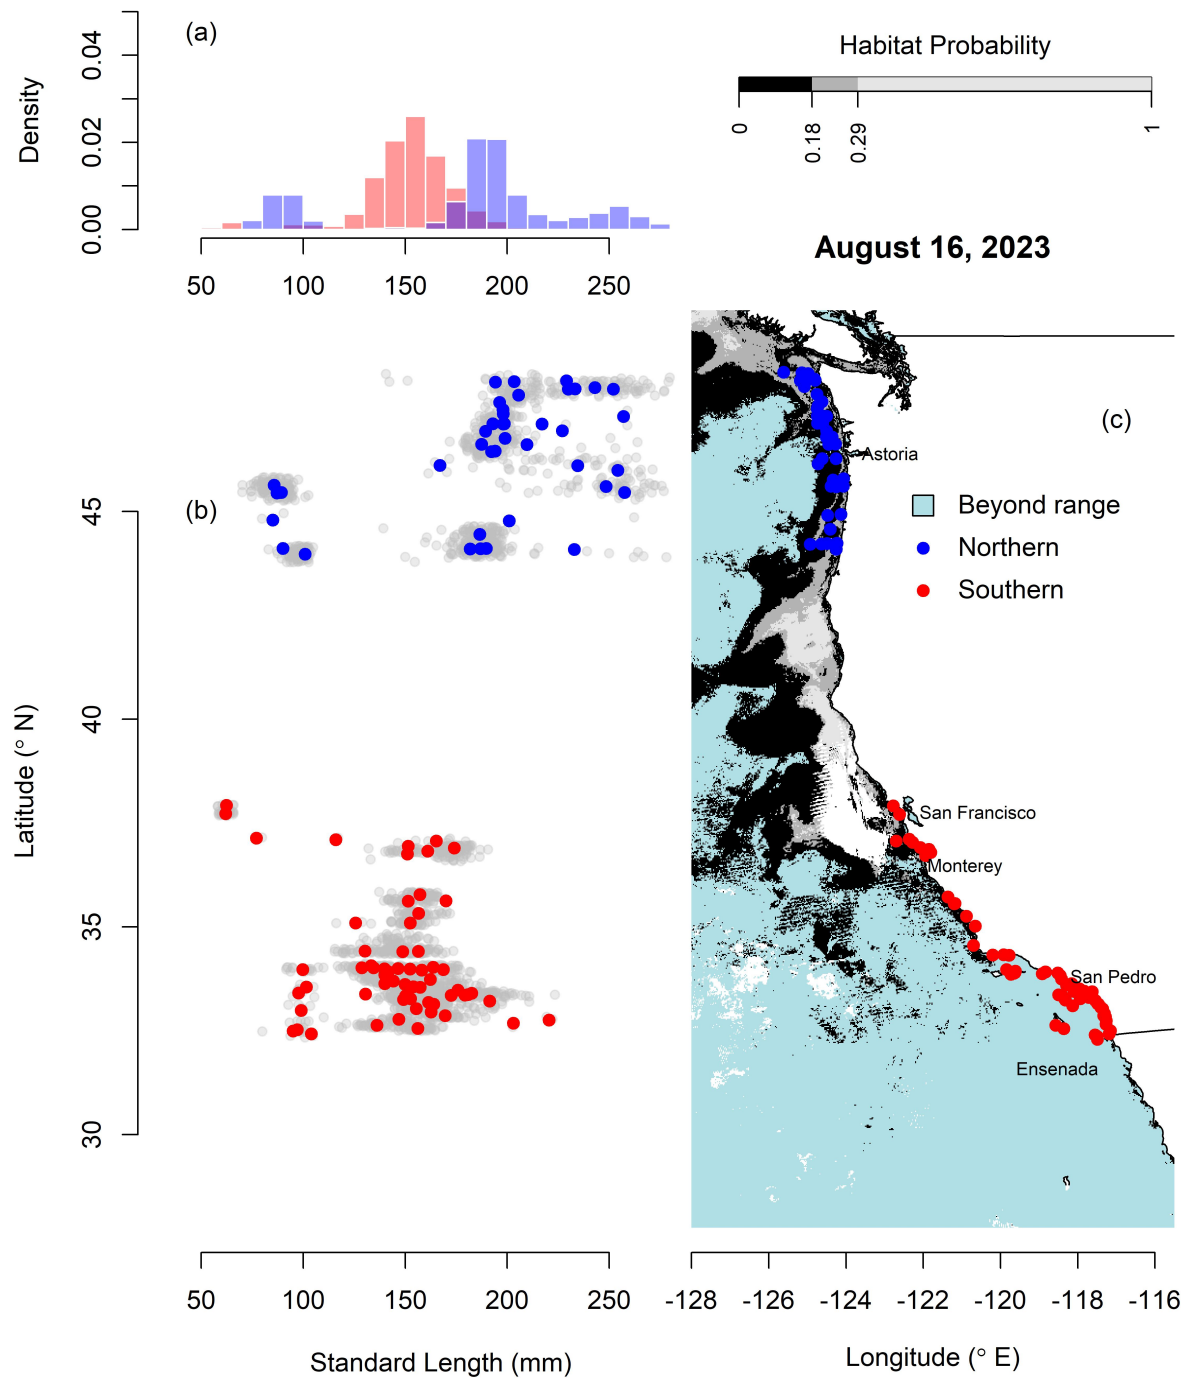 (a)
Density
0.00
0.02
0.04
50
100
150
200
250
Habitat Probability
0
0.18
0.29
1
August 16, 2023
(b)
Latitude (° N)
45
40
35
30
50
100
150
200
250
Standard Length (mm)
(c)
Astoria
Beyond range
Northern
Southern
San Francisco
Monterey
San Pedro
Ensenada
-128
-126
-124
-122
-120
-118
-116
Longitude (° E)